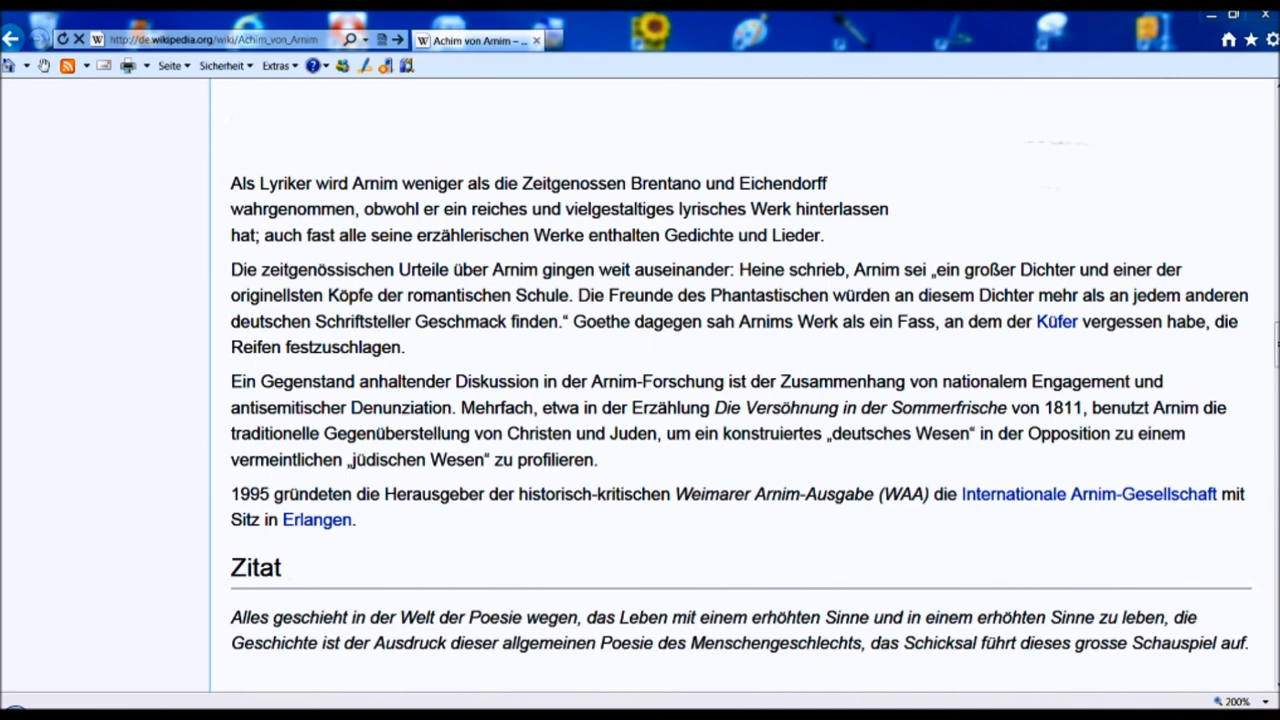 http://de.wikipedia.org/wiki/Achim_von_Arnim
Achim von Arnim – ...
Seite
Sicherheit
Extras
Als Lyriker wird Arnim weniger als die Zeitgenossen Brentano und Eichendorff
wahrgenommen, obwohl er ein reiches und vielgestaltiges lyrisches Werk hinterlassen
hat; auch fast alle seine erzählerischen Werke enthalten Gedichte und Lieder.
Die zeitgenössischen Urteile über Arnim gingen weit auseinander: Heine schrieb, Arnim sei „ein großer Dichter und einer der
originellsten Köpfe der romantischen Schule. Die Freunde des Phantastischen würden an diesem Dichter mehr als an jedem anderen
deutschen Schriftsteller Geschmack finden.“ Goethe dagegen sah Arnims Werk als ein Fass, an dem der Küfer vergessen habe, die
Reifen festzuschlagen.
Ein Gegenstand anhaltender Diskussion in der Arnim-Forschung ist der Zusammenhang von nationalem Engagement und
antisemitischer Denunziation. Mehrfach, etwa in der Erzählung Die Versöhnung in der Sommerfrische von 1811, benutzt Arnim die
traditionelle Gegenüberstellung von Christen und Juden, um ein konstruiertes „deutsches Wesen“ in der Opposition zu einem
vermeintlichen „jüdischen Wesen“ zu profilieren.
1995 gründeten die Herausgeber der historisch-kritischen Weimarer Arnim-Ausgabe (WAA) die Internationale Arnim-Gesellschaft mit
Sitz in Erlangen.
Zitat
Alles geschieht in der Welt der Poesie wegen, das Leben mit einem erhöhten Sinne und in einem erhöhten Sinne zu leben, die
Geschichte ist der Ausdruck dieser allgemeinen Poesie des Menschengeschlechts, das Schicksal führt dieses grosse Schauspiel auf.
200%